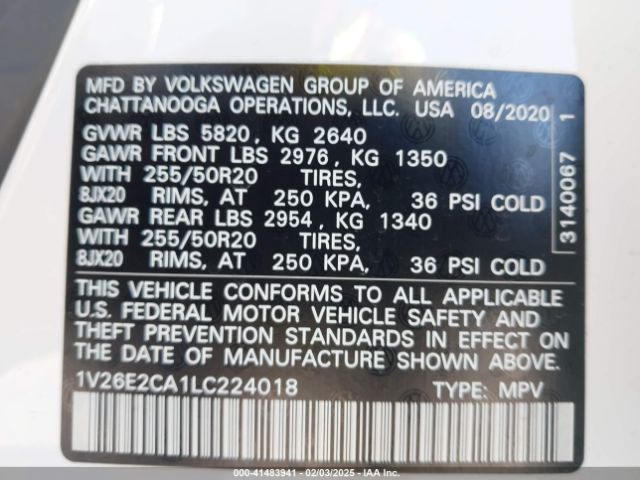 MFD BY VOLKSWAGEN GROUP OF AMERICA
CHATTANOOGA OPERATIONS, LLC. USA 08/2020
GVWR LBS 5820, KG 2640
GAWR FRONT LBS 2976, KG 1350
WITH 255/50R20 TIRES,
8JX20 RIMS, AT 250 KPA, 36 PSI COLD
GAWR REAR LBS 2954, KG 1340
WITH 255/50R20 TIRES,
8JX20 RIMS, AT 250 KPA, 36 PSI COLD
3140067 1
THIS VEHICLE CONFORMS TO ALL APPLICABLE
U.S. FEDERAL MOTOR VEHICLE SAFETY AND
THEFT PREVENTION STANDARDS IN EFFECT ON
THE DATE OF MANUFACTURE SHOWN ABOVE.
1V26E2CA1LC224018 TYPE: MPV
000-41483941 - 02/03/2025 - IAA Inc.